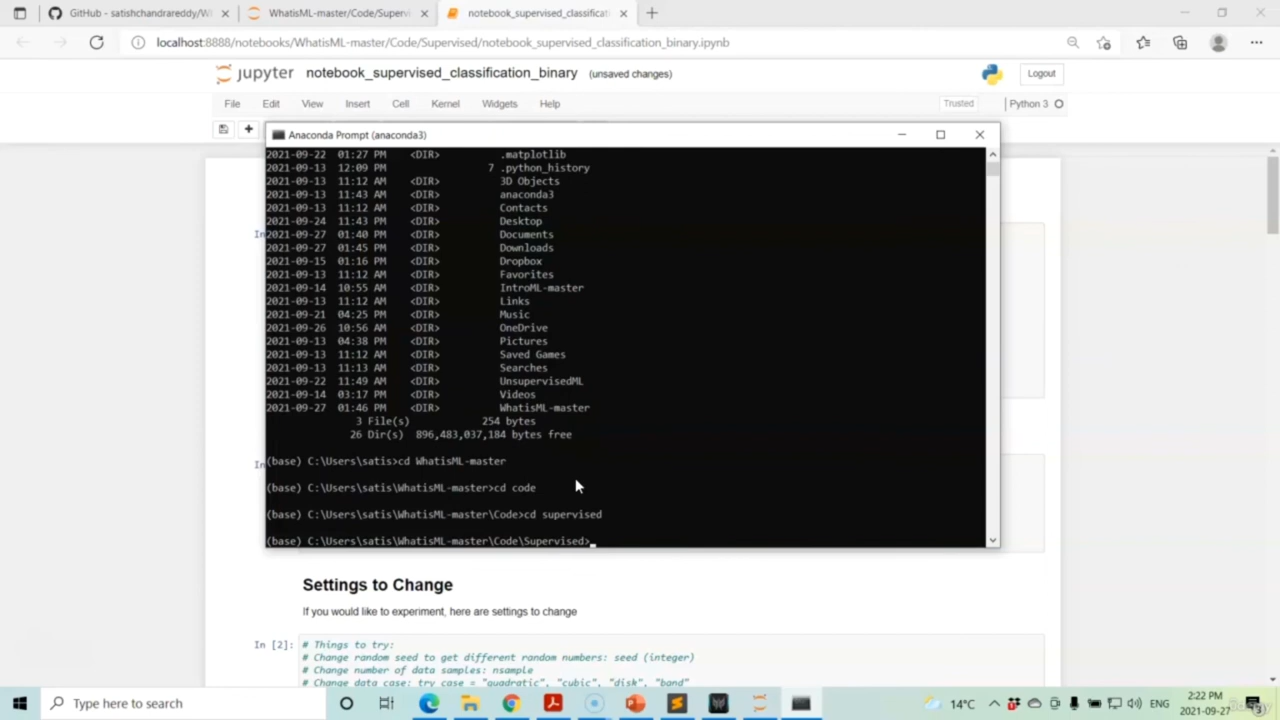 GitHub - satishchandrareddy/Wi
WhatisML-master/Code/Supervi
notebook_supervised_classificati
localhost:8888/notebooks/WhatisML-master/Code/Supervised/notebook_supervised_classification_binary.ipynb
jupyter notebook_supervised_classification_binary (unsaved changes)
Logout
File Edit View Insert Cell Kernel Widgets Help
Trusted
Python 3
Anaconda Prompt (anaconda3)
2021-09-22 01:27 PM <DIR> .matplotlib
2021-09-13 12:09 PM 7 .python_history
2021-09-13 11:12 AM <DIR> 3D Objects
2021-09-13 11:43 AM <DIR> anaconda3
2021-09-13 11:12 AM <DIR> Contacts
2021-09-24 11:43 PM <DIR> Desktop
2021-09-27 01:40 PM <DIR> Documents
2021-09-27 01:45 PM <DIR> Downloads
2021-09-15 01:16 PM <DIR> Dropbox
2021-09-13 11:12 AM <DIR> Favorites
2021-09-14 10:55 AM <DIR> IntroML-master
2021-09-13 11:12 AM <DIR> Links
2021-09-21 04:25 PM <DIR> Music
2021-09-26 10:56 AM <DIR> OneDrive
2021-09-13 04:38 PM <DIR> Pictures
2021-09-13 11:12 AM <DIR> Saved Games
2021-09-13 11:13 AM <DIR> Searches
2021-09-22 11:49 AM <DIR> UnsupervisedML
2021-09-14 03:17 PM <DIR> Videos
2021-09-27 01:46 PM <DIR> WhatisML-master
3 File(s) 254 bytes
26 Dir(s) 896,483,037,184 bytes free
(base) C:\Users\satis>cd WhatisML-master
(base) C:\Users\satis\WhatisML-master>cd code
(base) C:\Users\satis\WhatisML-master\Code>cd supervised
(base) C:\Users\satis\WhatisML-master\Code\Supervised>
In
In
Settings to Change
If you would like to experiment, here are settings to change
In [2]: # Things to try:
# Change random seed to get different random numbers: seed (integer)
# Change number of data samples: nsample
# Change data case: try case = "quadratic", "cubic", "disk", "band"
Type here to search
14°C
ENG
2:22 PM
2021-09-27